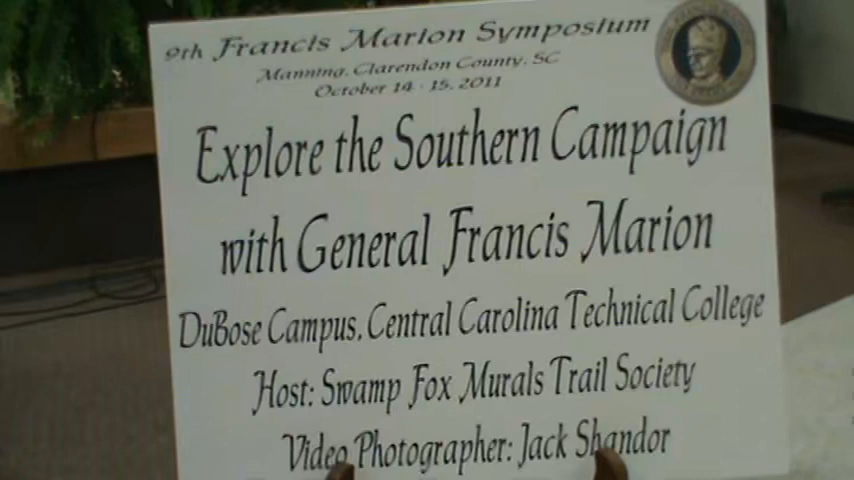 9th Francis Marion Symposium
Manning, Clarendon County, SC
October 14 - 15, 2011
Explore the Southern Campaign
with General Francis Marion
DuBose Campus, Central Carolina Technical College
Host: Swamp Fox Murals Trail Society
Video Photographer: Jack Shandor